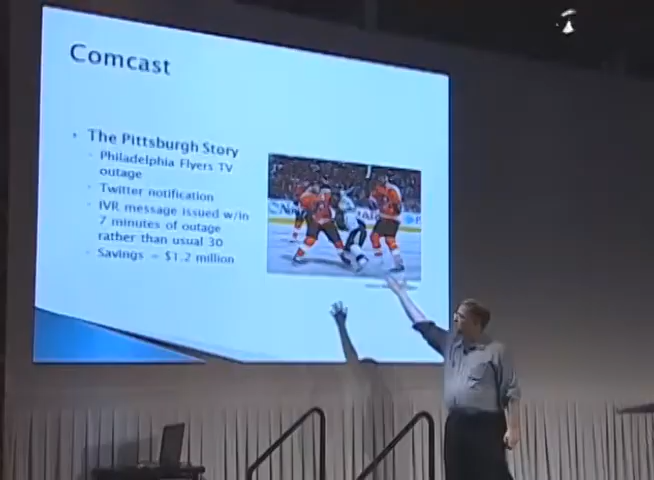 Comcast
The Pittsburgh Story
Philadelphia Flyers TV
outage
Twitter notification
IVR message issued w/in
7 minutes of outage
rather than usual 30
Savings = $1.2 million